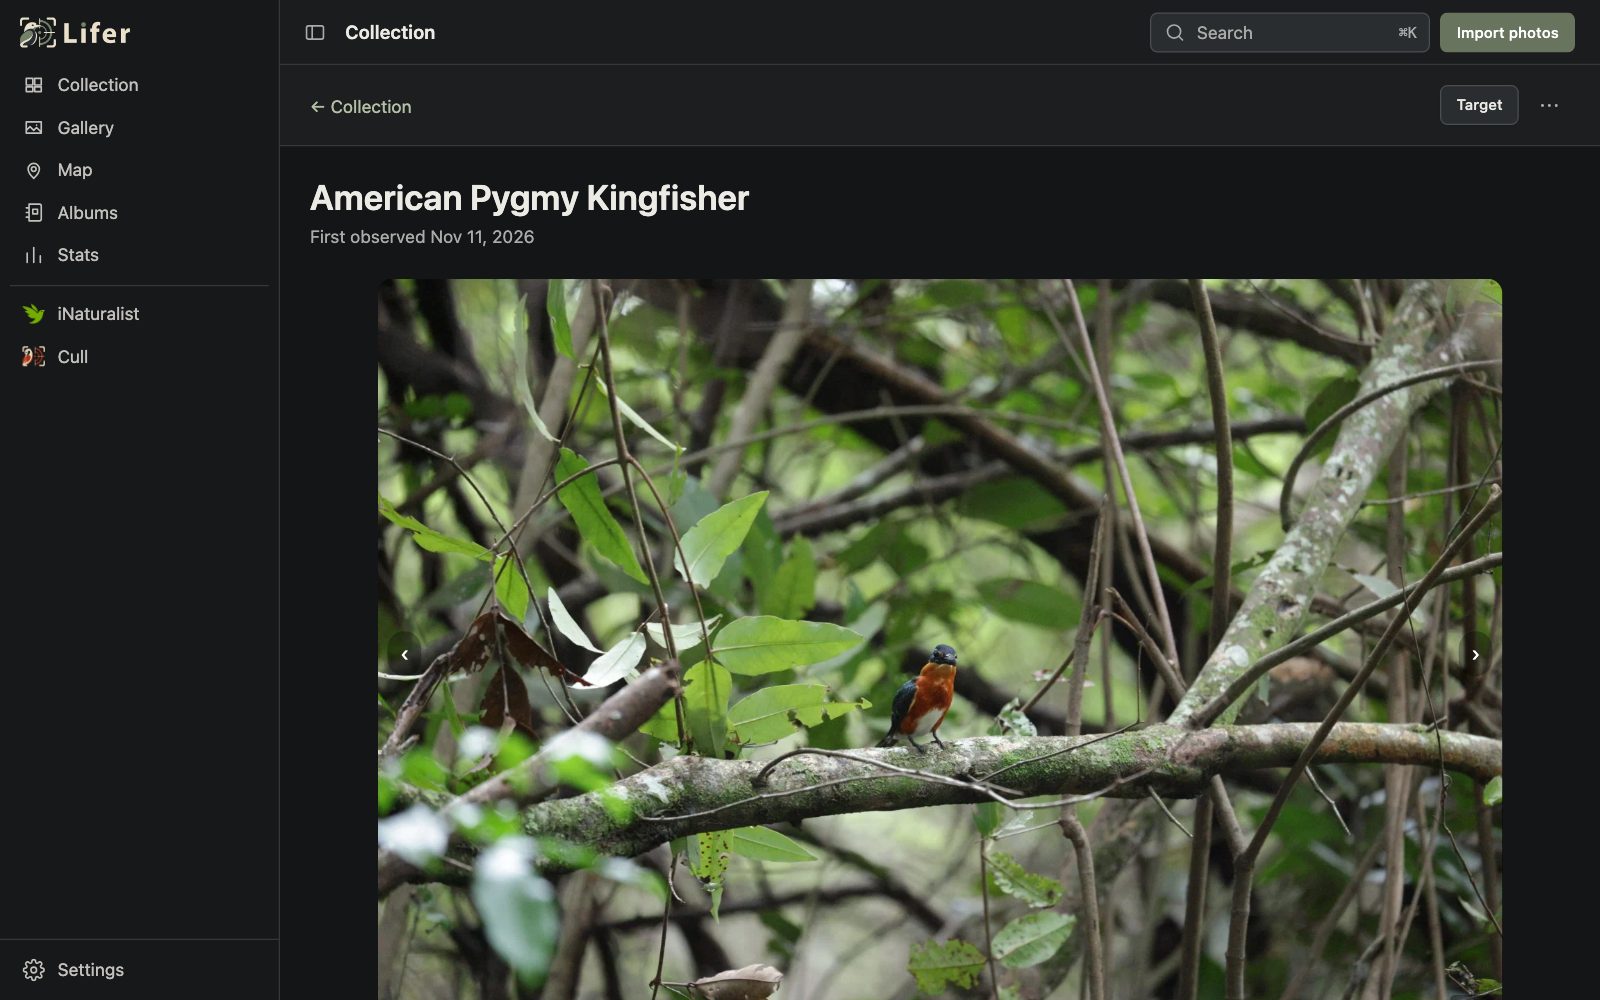 Lifer
Collection
Gallery
Map
Albums
Stats
iNaturalist
Cull
Settings
Collection
Search
⌘K
Import photos
← Collection
Target
American Pygmy Kingfisher
First observed Nov 11, 2026